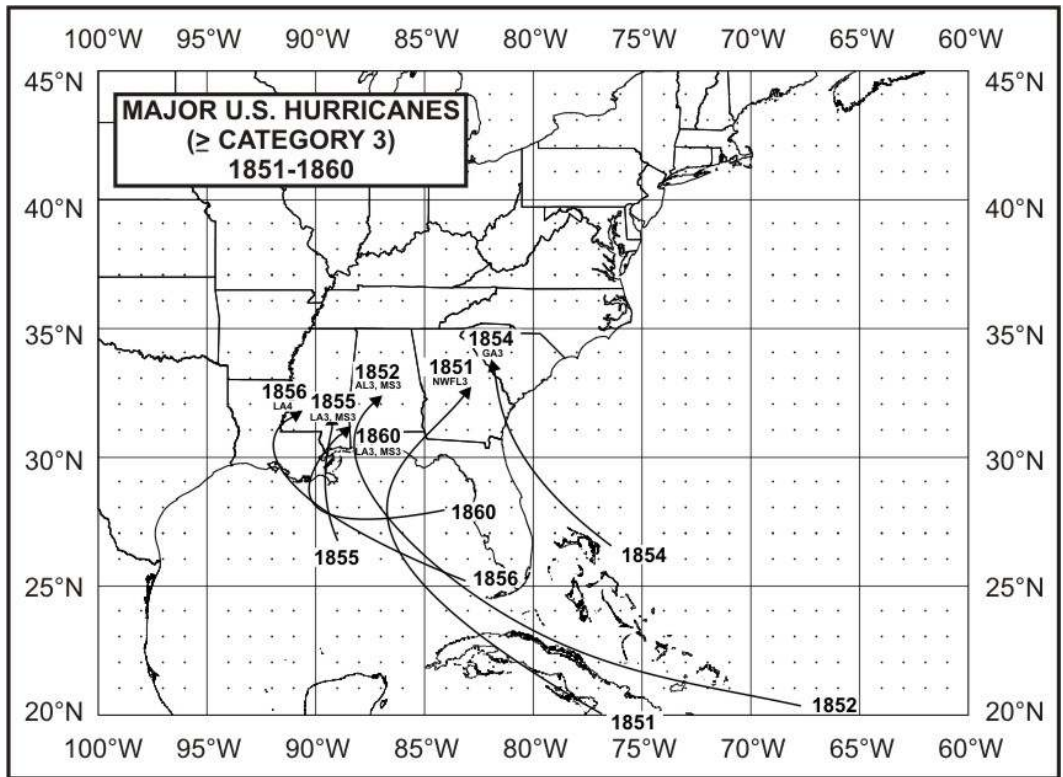 100°W 95°W 90°W 85°W 80°W 75°W 70°W 65°W 60°W
45°N 45°N
MAJOR U.S. HURRICANES
(≥ CATEGORY 3)
1851-1860
40°N 40°N
35°N 35°N
1854
GA3
1851
NWFL3
1852
AL3, MS3
1856
LA4
1855
LA3, MS3
1860
LA3, MS3
30°N 30°N
1860
1855
1854
1856
25°N 25°N
1852
1851
20°N 20°N
100°W 95°W 90°W 85°W 80°W 75°W 70°W 65°W 60°W